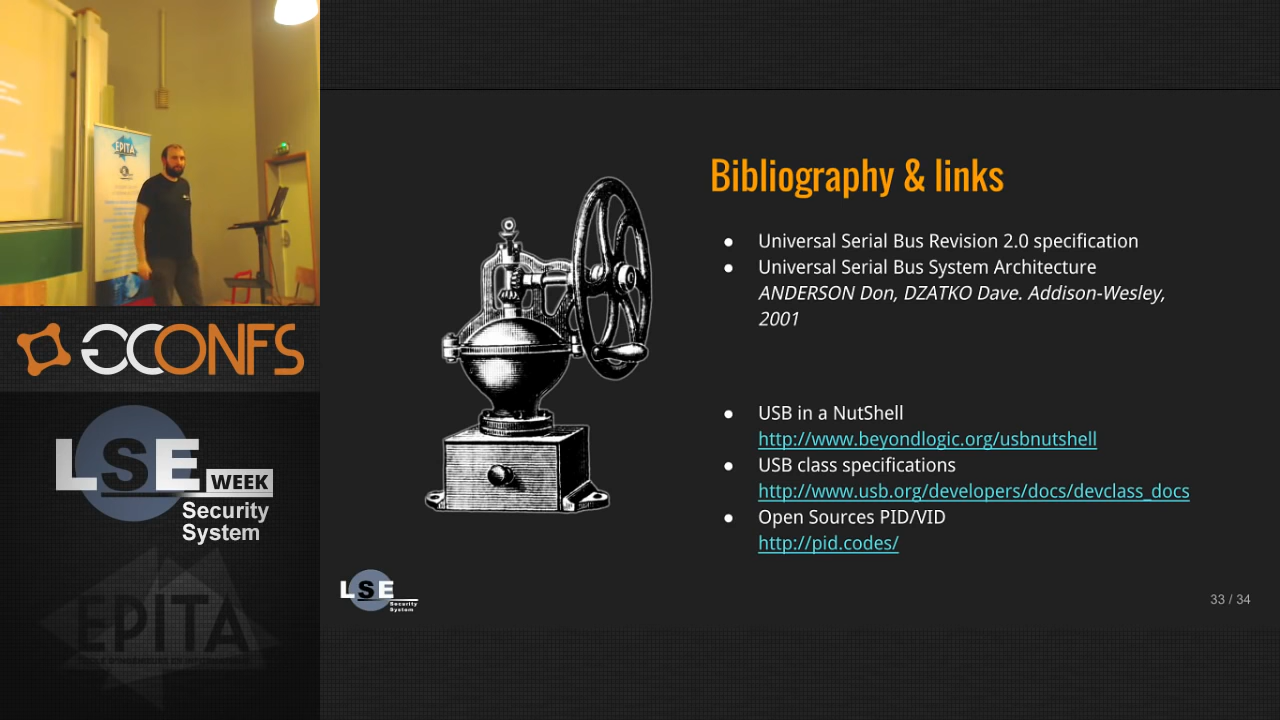 EPITA
GCONFS
LSE WEEK
Security
System
EPITA
Bibliography & links
● Universal Serial Bus Revision 2.0 specification
● Universal Serial Bus System Architecture
ANDERSON Don, DZATKO Dave. Addison-Wesley,
2001
● USB in a NutShell
http://www.beyondlogic.org/usbnutshell
● USB class specifications
http://www.usb.org/developers/docs/devclass_docs
● Open Sources PID/VID
http://pid.codes/
LSE
Security
System
33 / 34